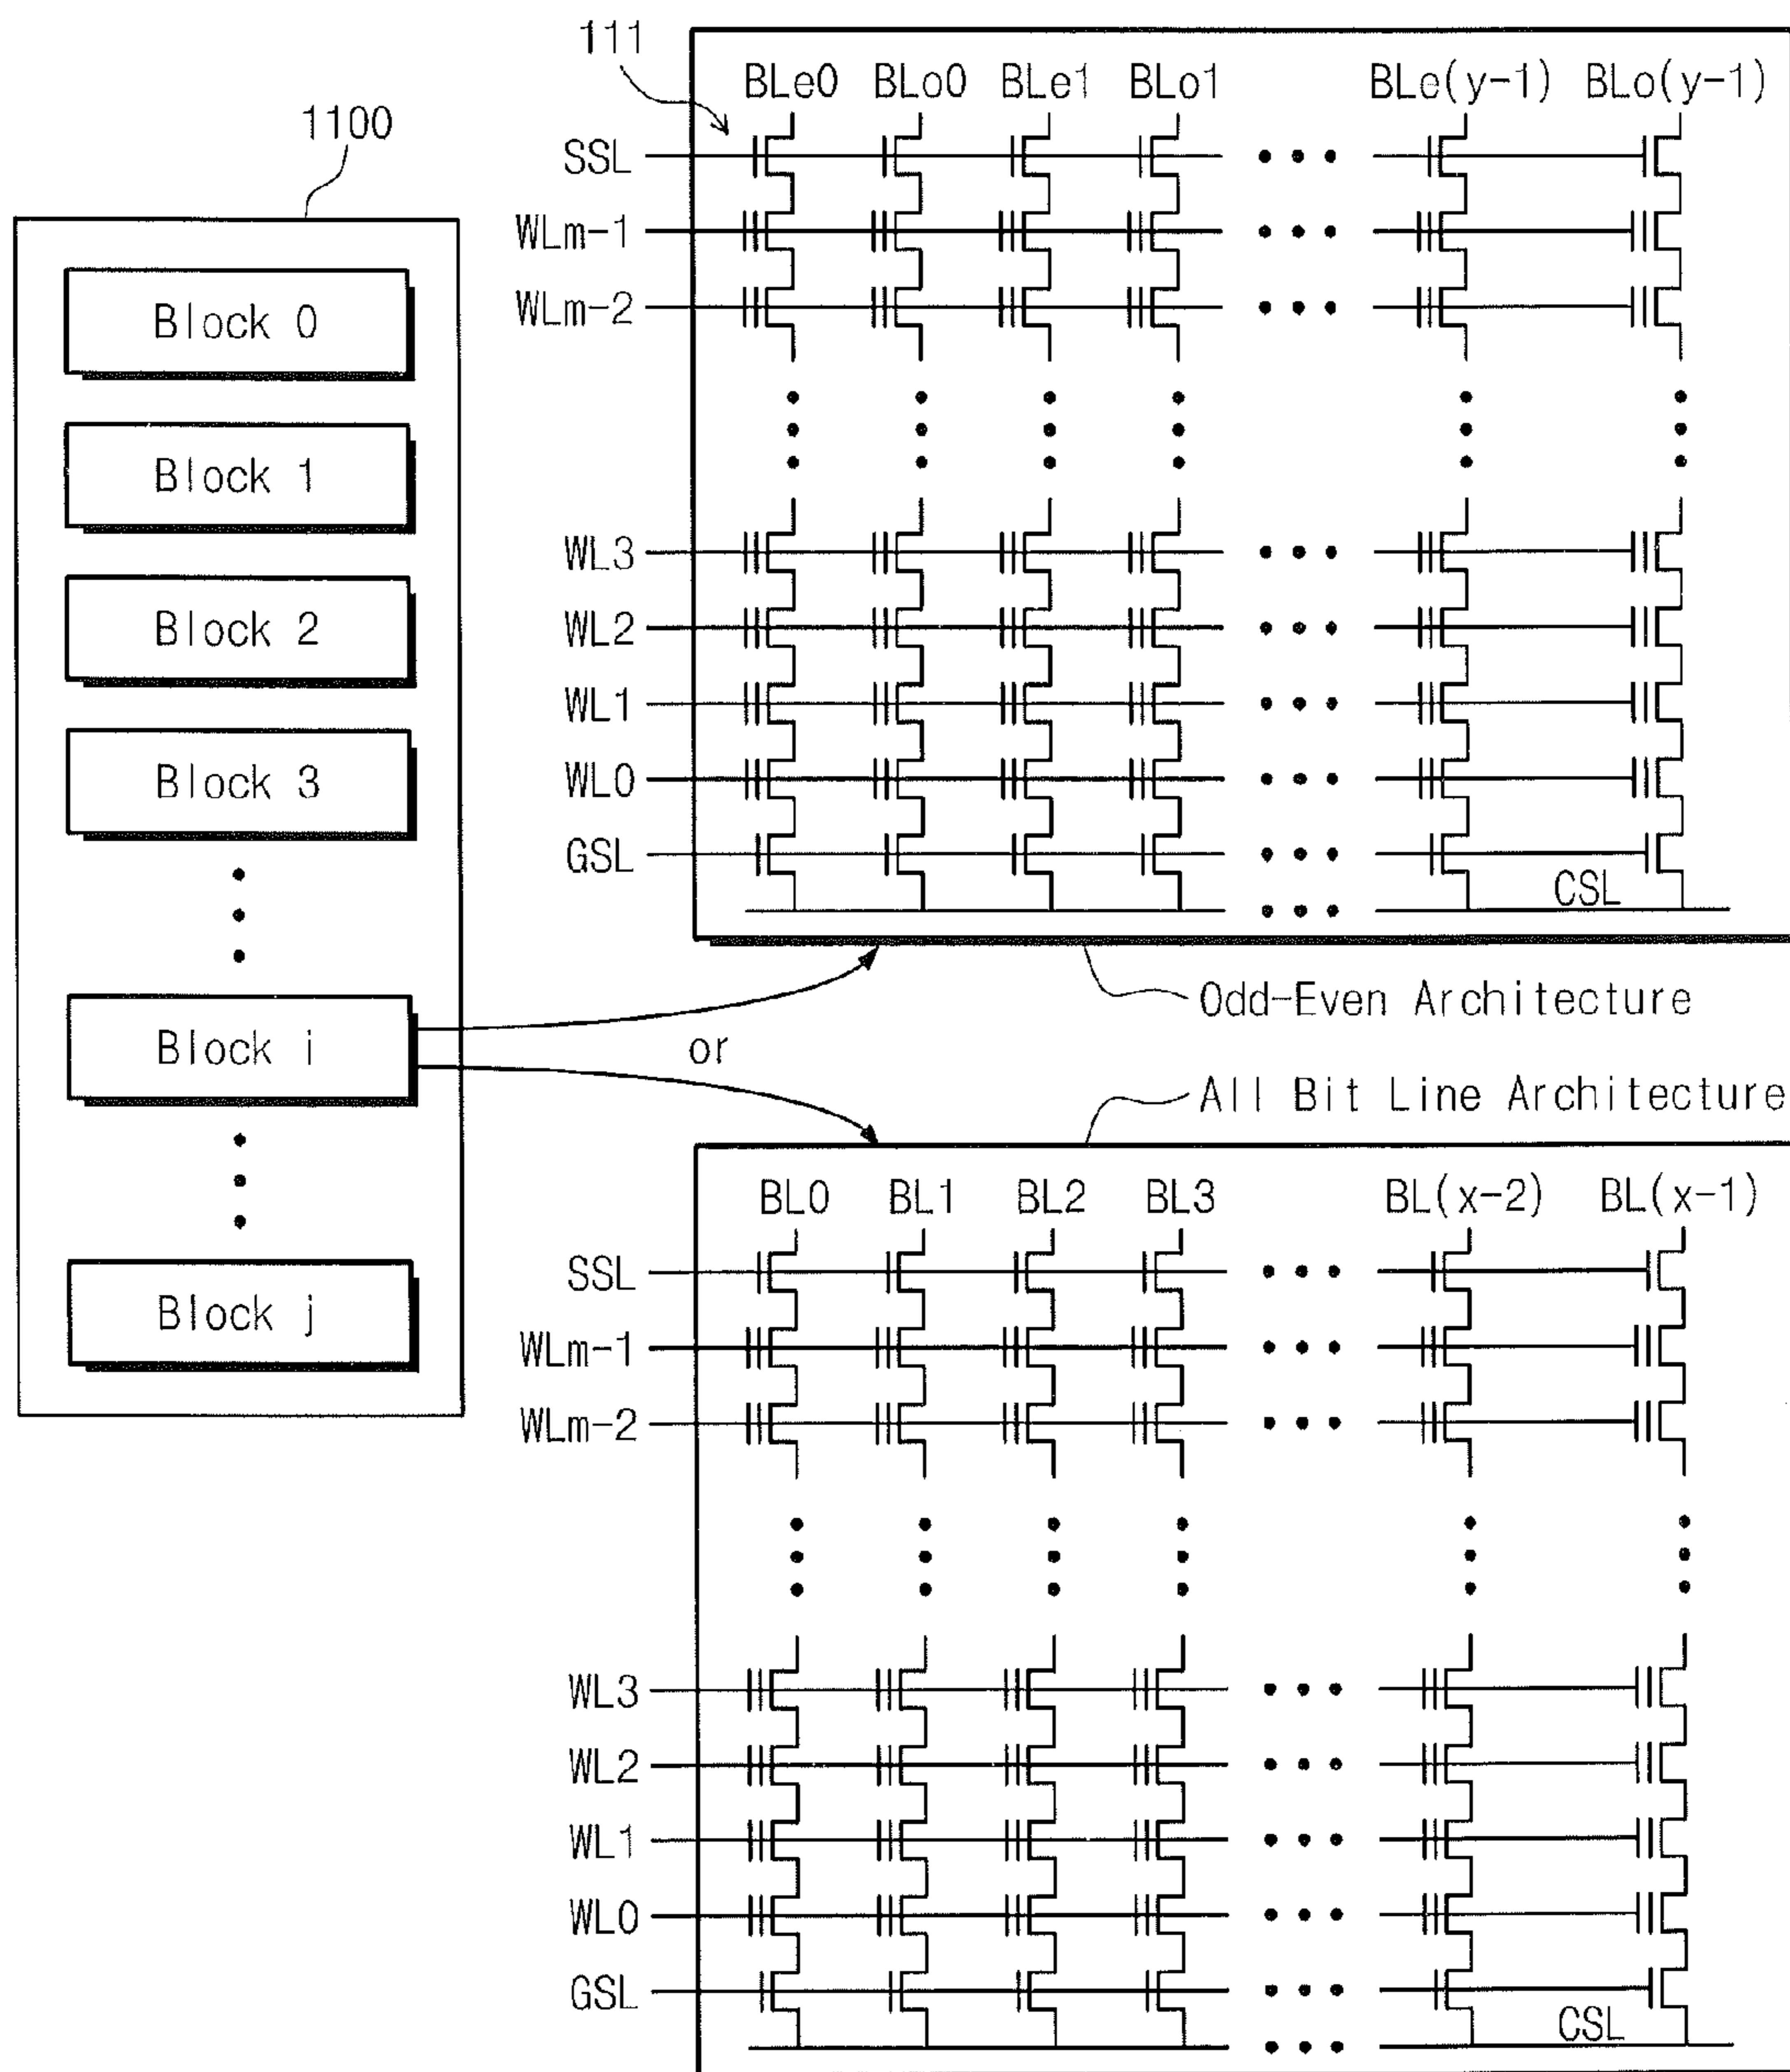 1100
Block 0
Block 1
Block 2
Block 3
Block i
Block j
or
111
BLe0 BLo0 BLe1 BLo1 BLe(y-1) BLo(y-1)
SSL
WLm-1
WLm-2
WL3
WL2
WL1
WL0
GSL
CSL
Odd-Even Architecture
All Bit Line Architecture
BL0 BL1 BL2 BL3 BL(x-2) BL(x-1)
SSL
WLm-1
WLm-2
WL3
WL2
WL1
WL0
GSL
CSL